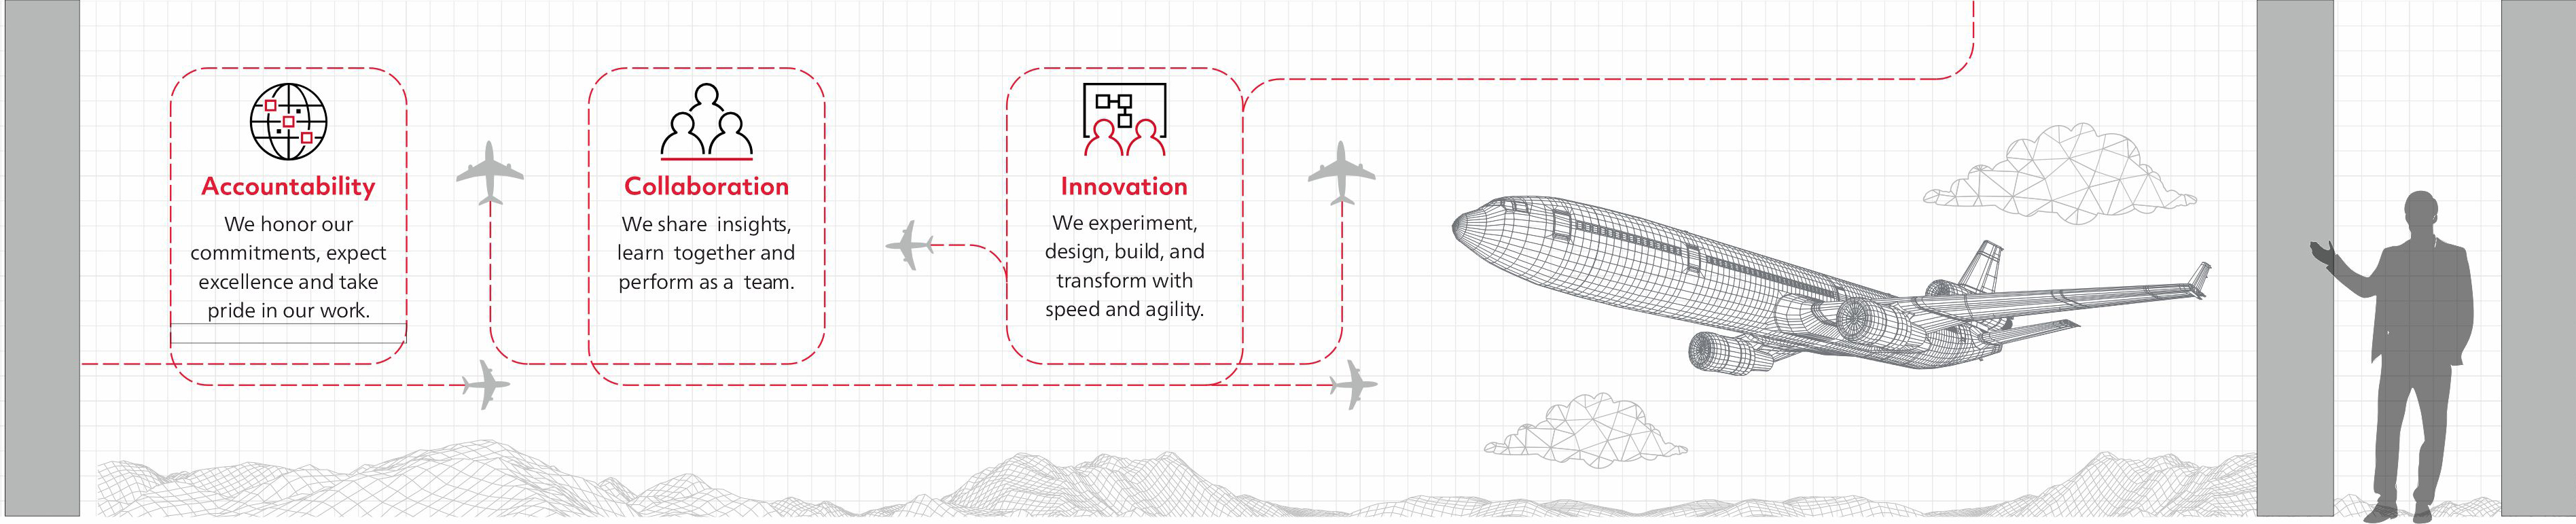 Accountability
We honor our
commitments, expect
excellence and take
pride in our work.
Collaboration
We share insights,
learn together and
perform as a team.
Innovation
We experiment,
design, build, and
transform with
speed and agility.